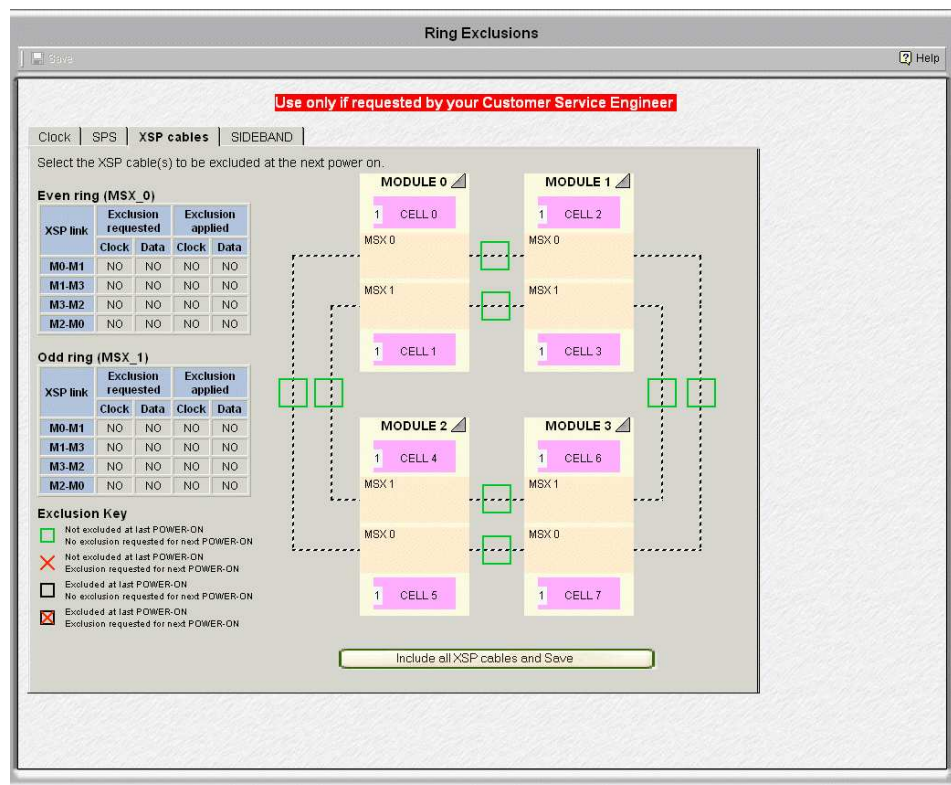 Ring Exclusions
Save
Help
Use only if requested by your Customer Service Engineer
Clock SPS XSP cables SIDEBAND
Select the XSP cable(s) to be excluded at the next power on.
Even ring (MSX_0)
XSP link Exclusion requested Exclusion applied
Clock Data Clock Data
M0-M1 NO NO NO NO
M1-M3 NO NO NO NO
M3-M2 NO NO NO NO
M2-M0 NO NO NO NO
Odd ring (MSX_1)
XSP link Exclusion requested Exclusion applied
Clock Data Clock Data
M0-M1 NO NO NO NO
M1-M3 NO NO NO NO
M3-M2 NO NO NO NO
M2-M0 NO NO NO NO
Exclusion Key
Not excluded at last POWER-ON
No exclusion requested for next POWER-ON
Not excluded at last POWER-ON
Exclusion requested for next POWER-ON
Excluded at last POWER-ON
No exclusion requested for next POWER-ON
Excluded at last POWER-ON
Exclusion requested for next POWER-ON
MODULE 0
1 CELL 0
MSX 0
MSX 1
1 CELL 1
MODULE 1
1 CELL 2
MSX 0
MSX 1
1 CELL 3
MODULE 2
1 CELL 4
MSX 1
MSX 0
1 CELL 5
MODULE 3
1 CELL 6
MSX 1
MSX 0
1 CELL 7
Include all XSP cables and Save